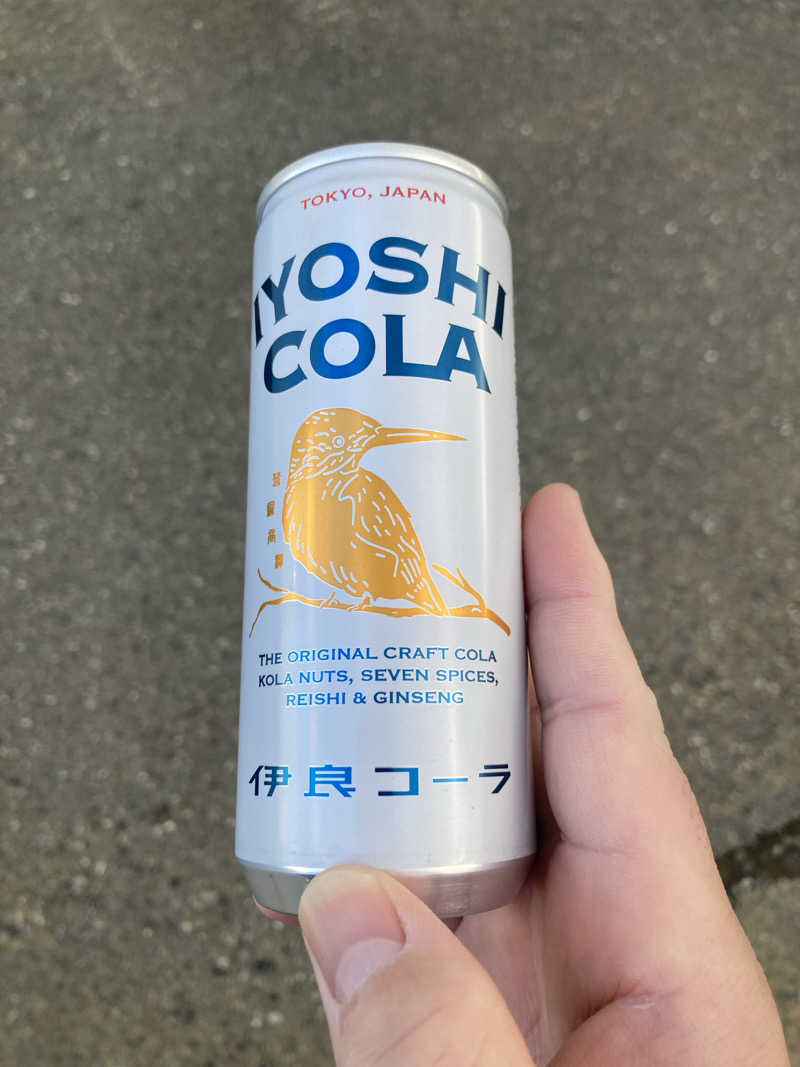 TOKYO, JAPAN
IYOSHI
COLA
THE ORIGINAL CRAFT COLA
KOLA NUTS, SEVEN SPICES,
REISHI & GINSENG
伊良コーラ